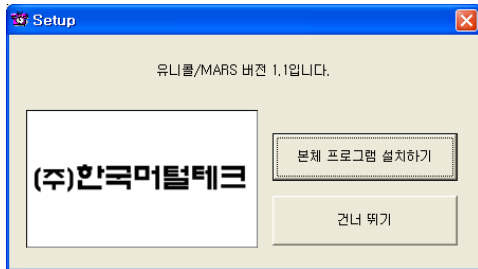 Setup
유니콜/MARS 버전 1.1입니다.
(주)한국머털테크
본체 프로그램 설치하기
건너 뛰기